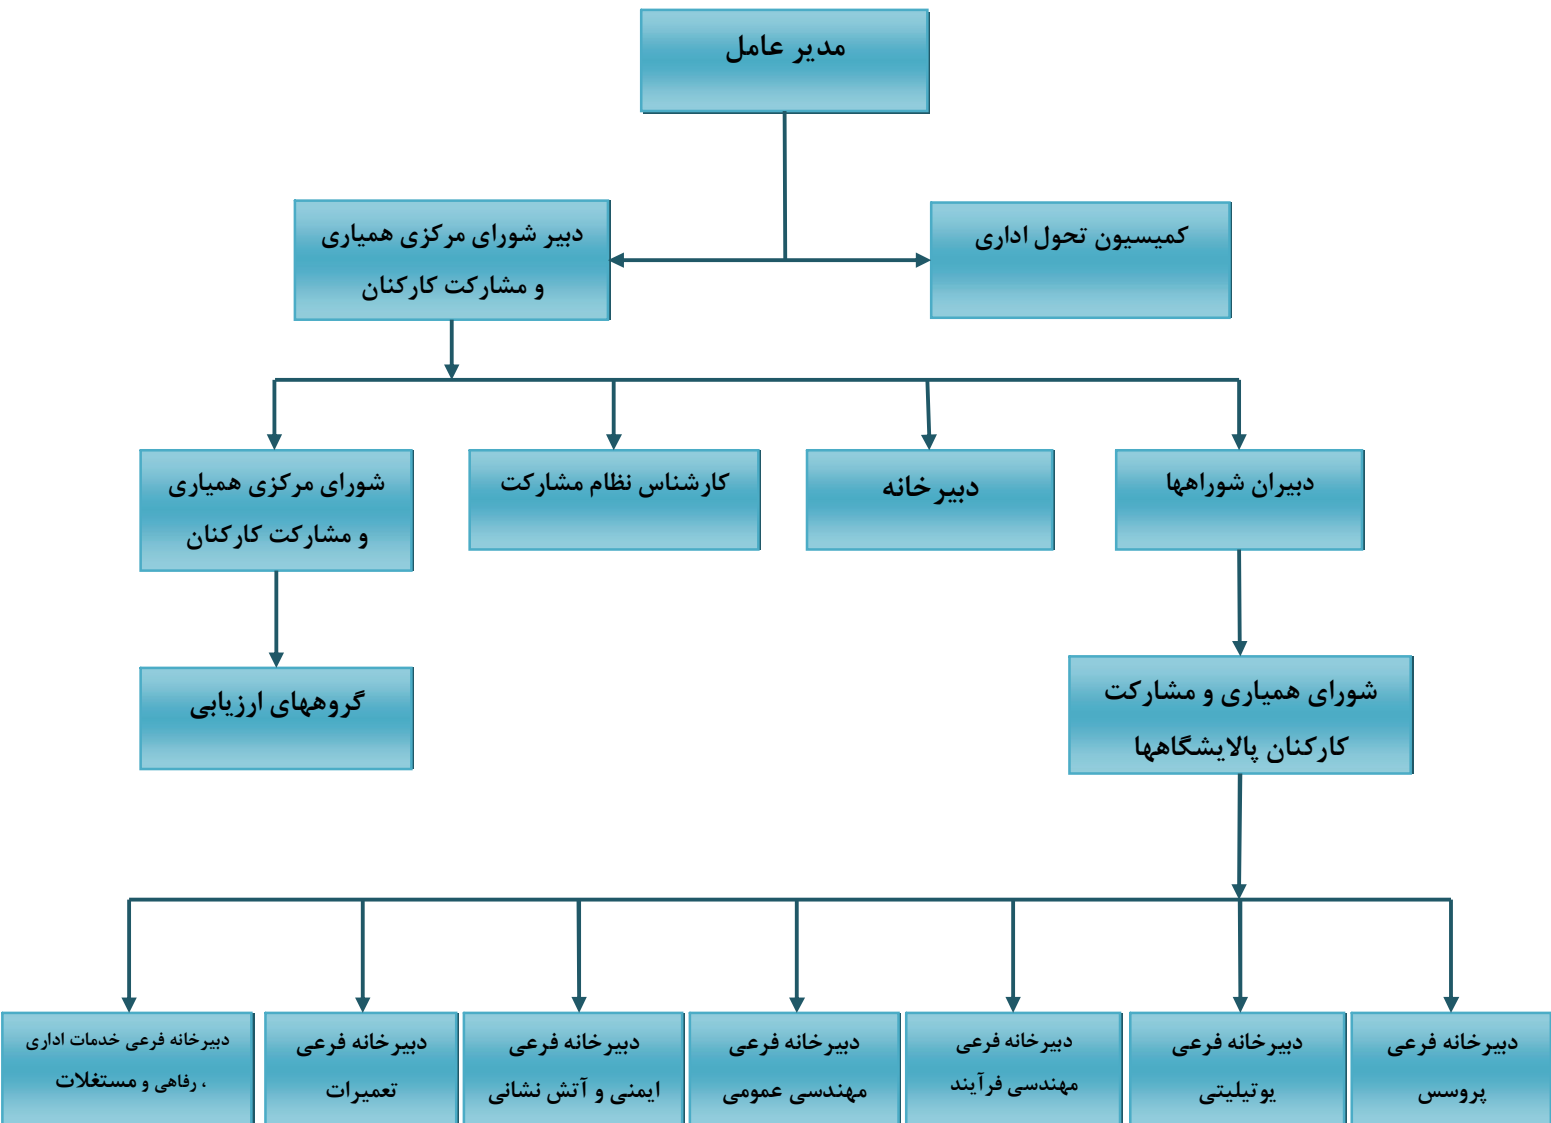 مدیر عامل
کمیسیون تحول اداری
دبیر شورای مرکزی همیاری
و مشارکت کارکنان
دبیران شوراهها
دبیرخانه
کارشناس نظام مشارکت
شورای مرکزی همیاری
و مشارکت کارکنان
شورای همیاری و مشارکت
کارکنان پالایشگاهها
گروههای ارزیابی
دبیرخانه فرعی
پروسس
دبیرخانه فرعی
یوتیلیتی
دبیرخانه فرعی
مهندسی فرآیند
دبیرخانه فرعی
مهندسی عمومی
دبیرخانه فرعی
ایمنی و آتش نشانی
دبیرخانه فرعی
تعمیرات
دبیرخانه فرعی خدمات اداری
، رفاهی و مستغلات